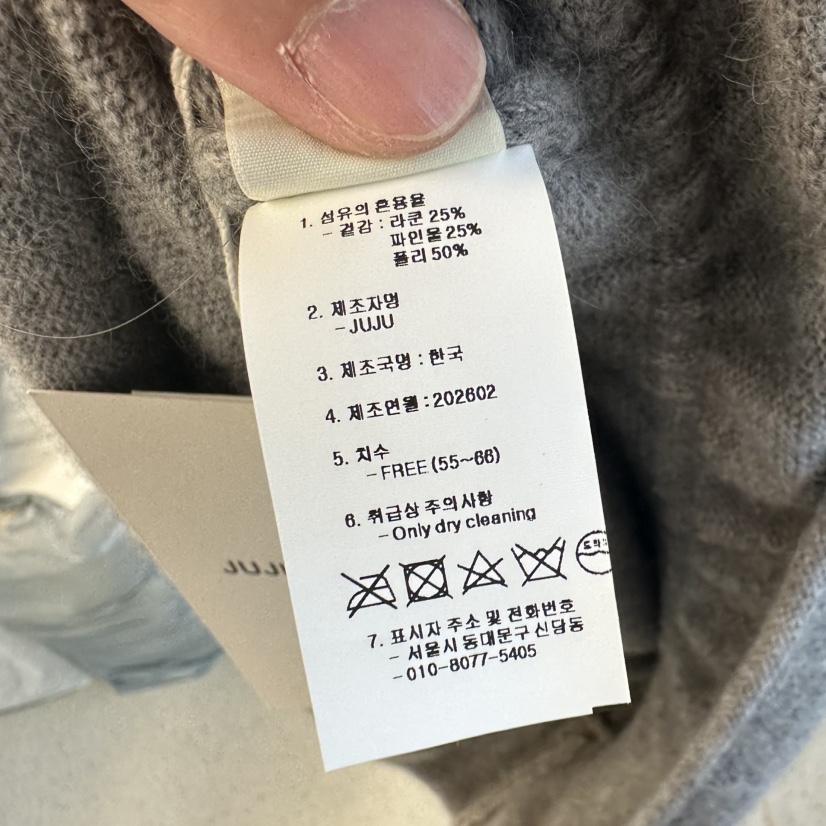 1. 섬유의 혼용율
- 겉감 : 라쿤 25%
파인울 25%
폴리 50%
2. 제조자명
- JUJU
3. 제조국명 : 한국
4. 제조연월 : 202602
5. 치수
- FREE (55~66)
6. 취급상 주의사항
- Only dry cleaning
드라이
7. 표시자 주소 및 전화번호
- 서울시 동대문구 신당동
- 010-8077-5405